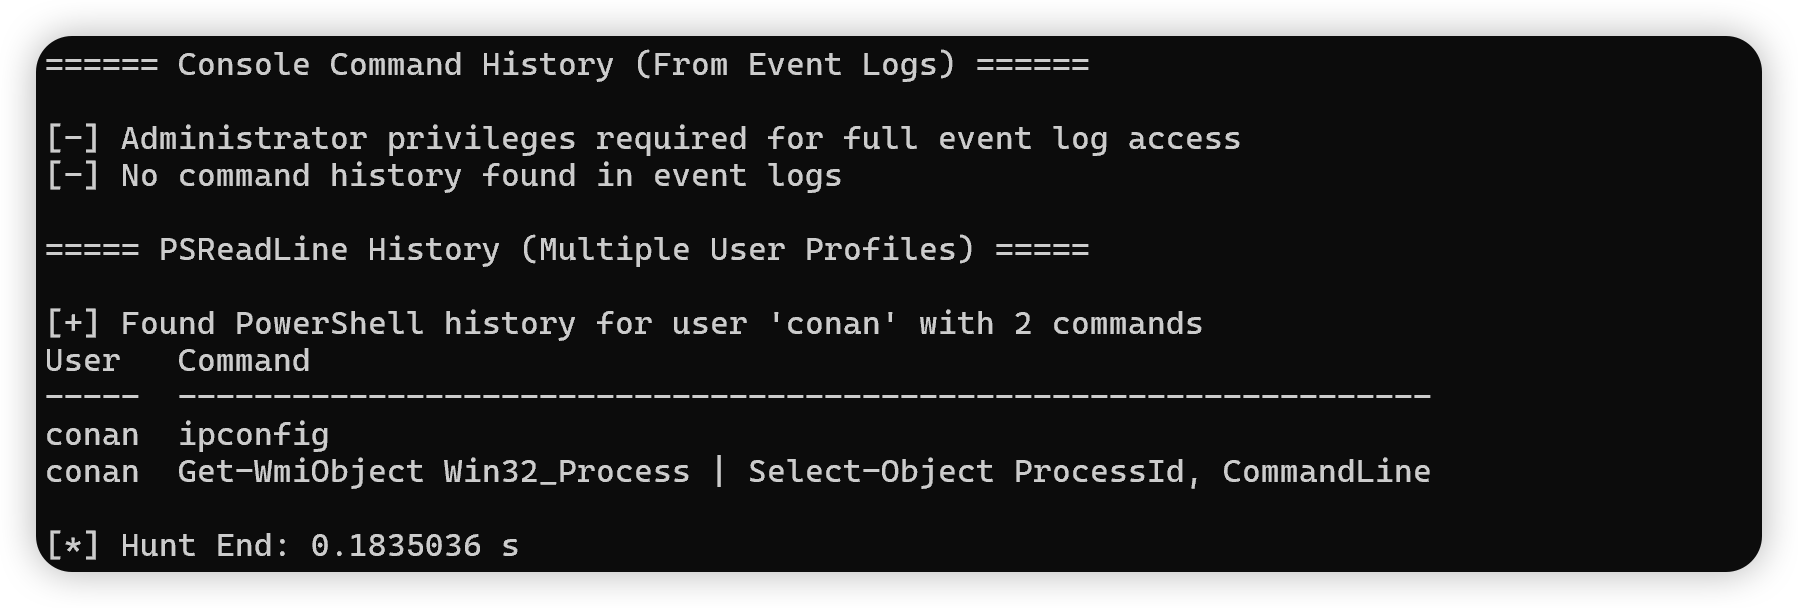 ====== Console Command History (From Event Logs) ======
[-] Administrator privileges required for full event log access
[-] No command history found in event logs
===== PSReadLine History (Multiple User Profiles) =====
[+] Found PowerShell history for user 'conan' with 2 commands
User   Command
-----  ------------------------------------------------------------------
conan  ipconfig
conan  Get-WmiObject Win32_Process | Select-Object ProcessId, CommandLine
[*] Hunt End: 0.1835036 s